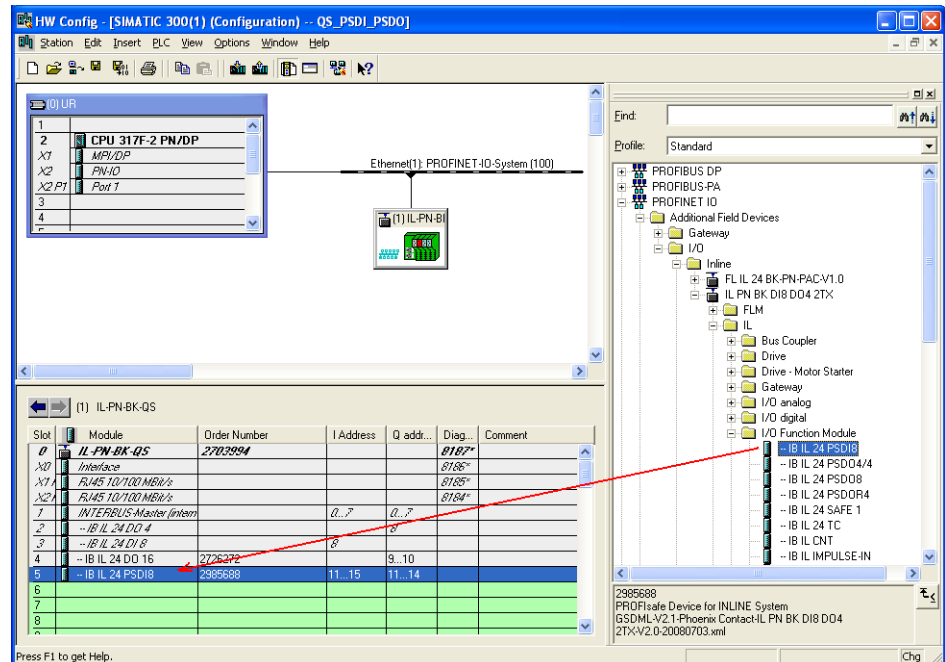 HW Config - [SIMATIC 300(1) (Configuration) -- QS_PSDI_PSDO]
Station Edit Insert PLC View Options Window Help
(0) UR
1
2 CPU 317F-2 PN/DP
X1 MPI/DP
X2 PN-IO
X2 P1 Port 1
3
4
Ethernet(1): PROFINET-IO-System (100)
(1) IL-PN-BI
Find:
Profile: Standard
PROFIBUS DP
PROFIBUS-PA
PROFINET IO
Additional Field Devices
Gateway
I/O
Inline
FL IL 24 BK-PN-PAC-V1.0
IL PN BK DI8 DO4 2TX
FLM
IL
Bus Coupler
Drive
Drive - Motor Starter
Gateway
I/O analog
I/O digital
I/O Function Module
-- IB IL 24 PSDI8
-- IB IL 24 PSDO4/4
-- IB IL 24 PSDO8
-- IB IL 24 PSDOR4
-- IB IL 24 SAFE 1
-- IB IL 24 TC
-- IB IL CNT
-- IB IL IMPULSE-IN
2985688
PROFIsafe Device for INLINE System
GSDML-V2.1-Phoenix Contact-IL PN BK DI8 DO4
2TX-V2.0-20080703.xml
(1) IL-PN-BK-QS
Slot Module Order Number I Address Q addr... Diag... Comment
0 IL-PN-BK-QS 2703994 8187*
X0 Interface 8186*
X1 RJ45 10/100 MBit/s 8185*
X2 RJ45 10/100 MBit/s 8184*
1 INTERBUS-Master (intern 0...7 0...7
2 -- IB IL 24 DO 4 8
3 -- IB IL 24 DI 8 8
4 -- IB IL 24 DO 16 2726272 9...10
5 -- IB IL 24 PSDI8 2985688 11...15 11...14
6
7
8
Press F1 to get Help.
Chg